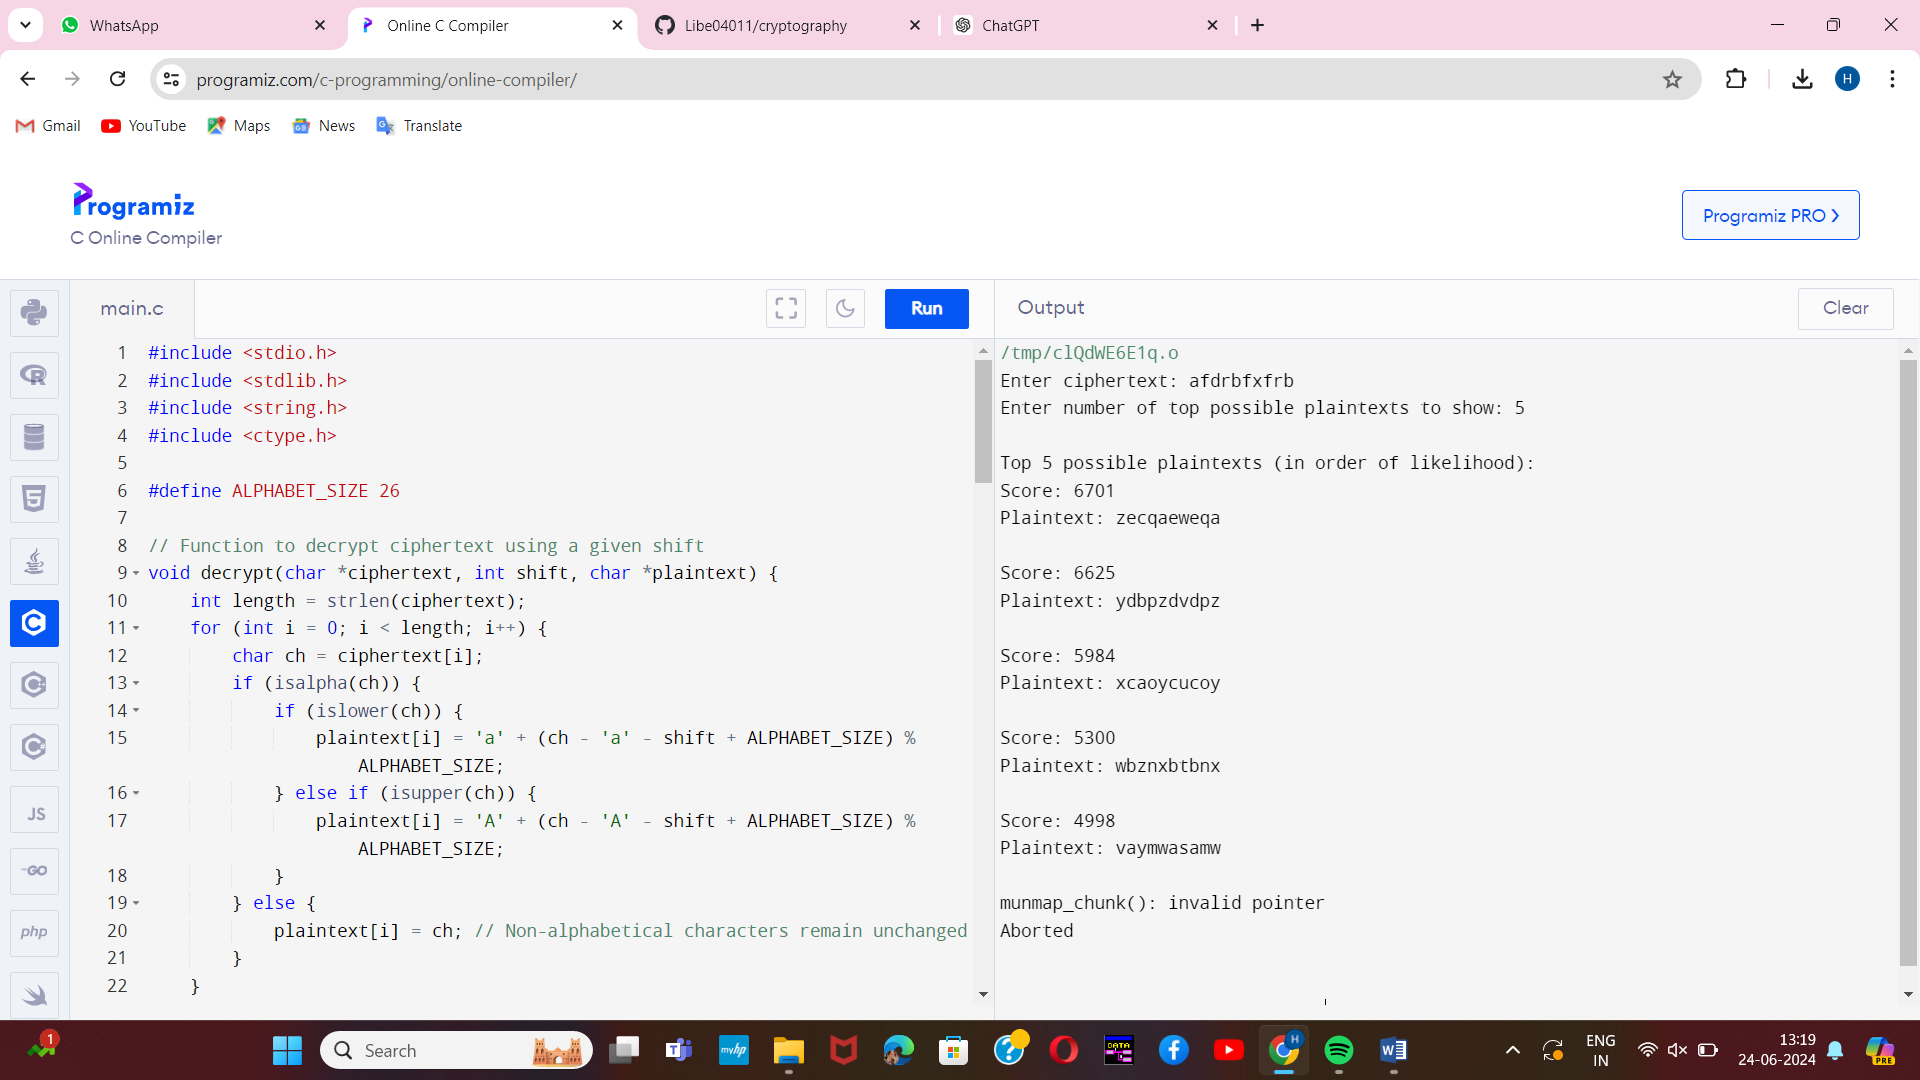 WhatsApp
Online C Compiler
Libe04011/cryptography
ChatGPT
programiz.com/c-programming/online-compiler/
H
Gmail
YouTube
Maps
News
Translate
Programiz
C Online Compiler
Programiz PRO
main.c
Run
Output
Clear
1 #include <stdio.h>
2 #include <stdlib.h>
3 #include <string.h>
4 #include <ctype.h>
5
6 #define ALPHABET_SIZE 26
7
8 // Function to decrypt ciphertext using a given shift
9 void decrypt(char *ciphertext, int shift, char *plaintext) {
10 int length = strlen(ciphertext);
11 for (int i = 0; i < length; i++) {
12 char ch = ciphertext[i];
13 if (isalpha(ch)) {
14 if (islower(ch)) {
15 plaintext[i] = 'a' + (ch - 'a' - shift + ALPHABET_SIZE) %
ALPHABET_SIZE;
16 } else if (isupper(ch)) {
17 plaintext[i] = 'A' + (ch - 'A' - shift + ALPHABET_SIZE) %
ALPHABET_SIZE;
18 }
19 } else {
20 plaintext[i] = ch; // Non-alphabetical characters remain unchanged
21 }
22 }
/tmp/clQdWE6E1q.o
Enter ciphertext: afdrbfxfrb
Enter number of top possible plaintexts to show: 5
Top 5 possible plaintexts (in order of likelihood):
Score: 6701
Plaintext: zecqaeweqa
Score: 6625
Plaintext: ydbpzdvdpz
Score: 5984
Plaintext: xcaoycucoy
Score: 5300
Plaintext: wbznxbtbnx
Score: 4998
Plaintext: vaymwasamw
munmap_chunk(): invalid pointer
Aborted
JS
GO
php
1
Search
myhp
DATA
H
ENG
IN
13:19
24-06-2024
PRE